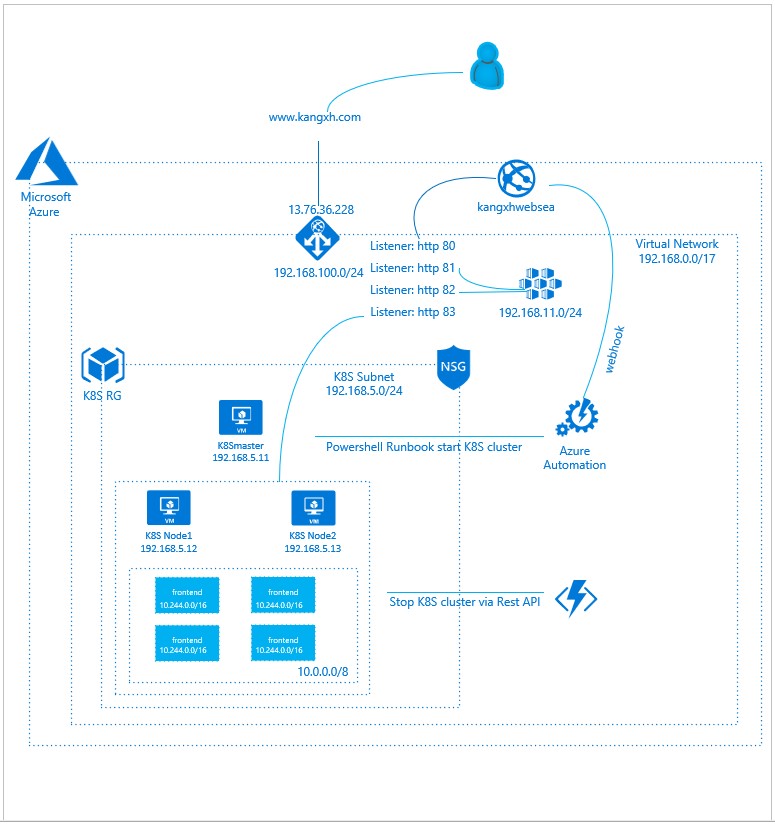 www.kangxh.com
Microsoft
Azure
kangxhwebsea
13.76.36.228
192.168.100.0/24
Listener: http 80
Listener: http 81
Listener: http 82
Listener: http 83
Virtual Network
192.168.0.0/17
192.168.11.0/24
webhook
K8S RG
K8S Subnet
192.168.5.0/24
NSG
VM
K8Smaster
192.168.5.11
Powershell Runbook start K8S cluster
Azure
Automation
VM
K8S Node1
192.168.5.12
VM
K8S Node2
192.168.5.13
frontend
10.244.0.0/16
frontend
10.244.0.0/16
frontend
10.244.0.0/16
frontend
10.244.0.0/16
10.0.0.0/8
Stop K8S cluster via Rest API